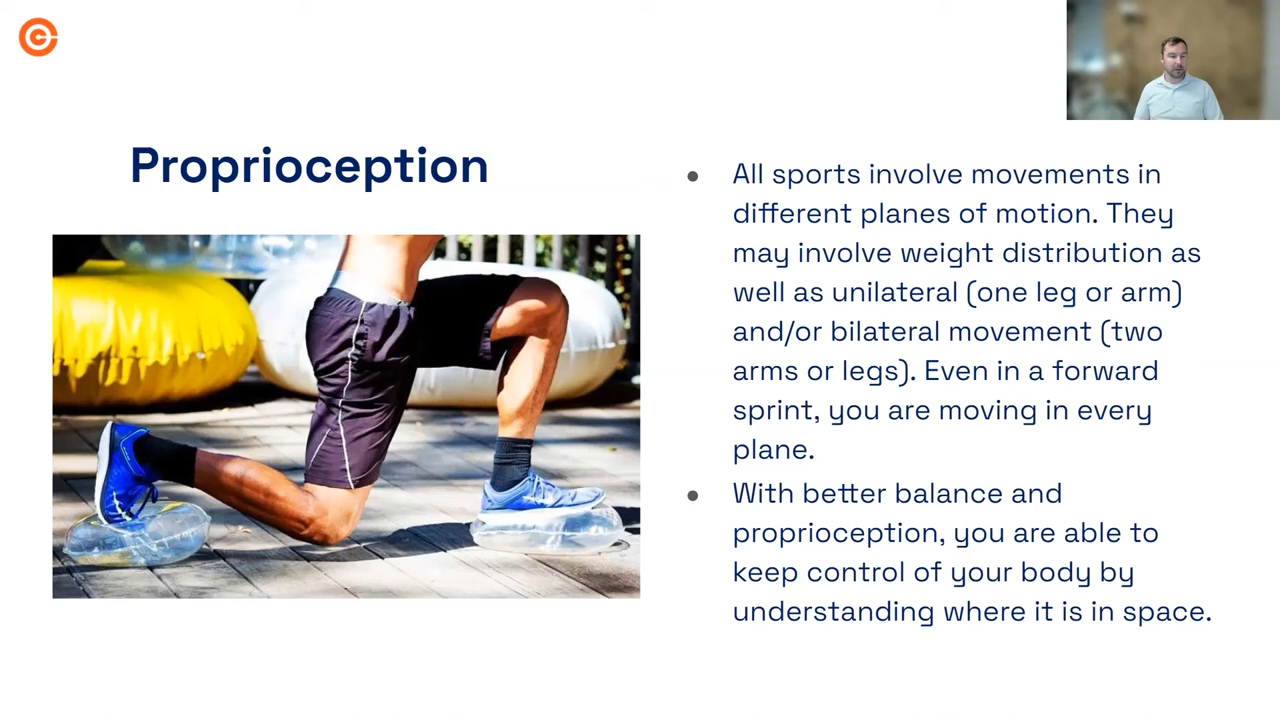 Proprioception
All sports involve movements in
different planes of motion. They
may involve weight distribution as
well as unilateral (one leg or arm)
and/or bilateral movement (two
arms or legs). Even in a forward
sprint, you are moving in every
plane.
With better balance and
proprioception, you are able to
keep control of your body by
understanding where it is in space.